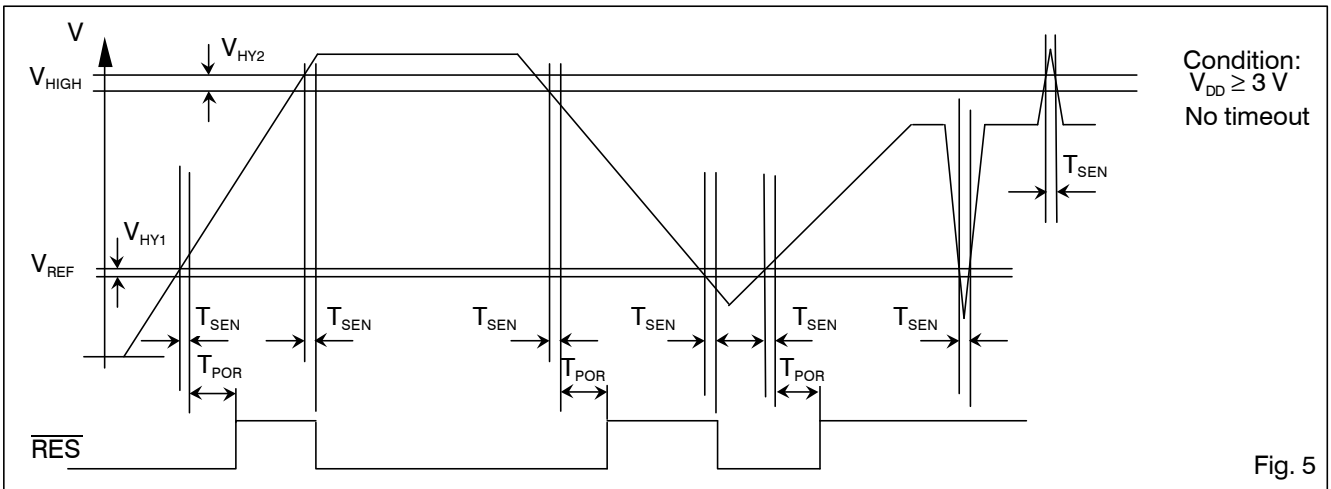 V
V_HY2
V_HIGH
Condition:
V_DD ≥ 3 V
No timeout
T_SEN
V_HY1
V_REF
T_SEN T_SEN T_SEN T_SEN T_SEN T_SEN
T_POR T_POR T_POR
RES
Fig. 5